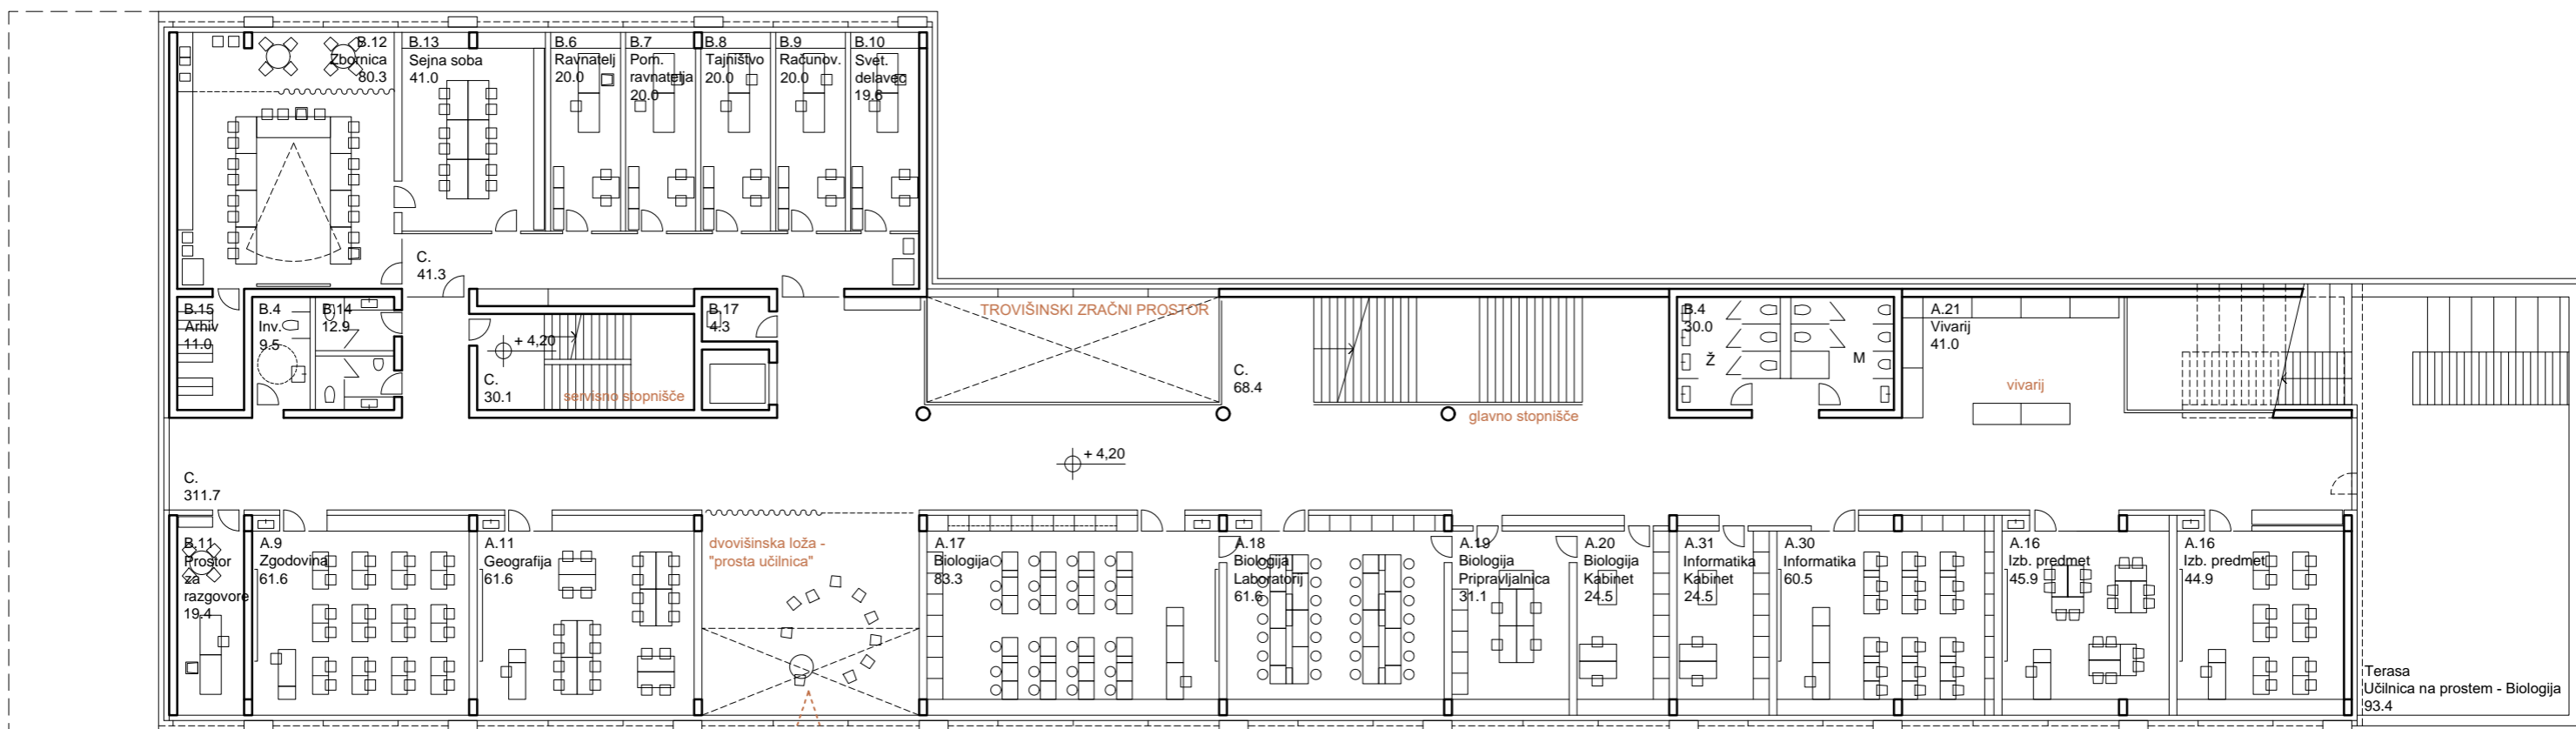 B.12
Zbornica
80.3
B.13
Sejna soba
41.0
B.6
Ravnatelj
20.0
B.7
Pom.
ravnatelja
20.0
B.8
Tajništvo
20.0
B.9
Računov.
20.0
B.10
Svet.
delavec
19.6
C.
41.3
B.15
Arhiv
11.0
B.4
Inv.
9.5
B.14
12.9
+ 4,20
C.
30.1
servisno stopnišče
B.17
4.3
TROVIŠINSKI ZRAČNI PROSTOR
C.
68.4
glavno stopnišče
B.4
30.0
Ž
M
A.21
Vivarij
41.0
vivarij
+ 4,20
C.
311.7
B.11
Prostor
za
razgovore
19.4
A.9
Zgodovina
61.6
A.11
Geografija
61.6
dvovišinska loža -
"prosta učilnica"
A.17
Biologija
83.3
A.18
Biologija
Laboratorij
61.6
A.19
Biologija
Pripravljalnica
31.1
A.20
Biologija
Kabinet
24.5
A.31
Informatika
Kabinet
24.5
A.30
Informatika
60.5
A.16
Izb. predmet
45.9
A.16
Izb. predmet
44.9
Terasa
Učilnica na prostem - Biologija
93.4